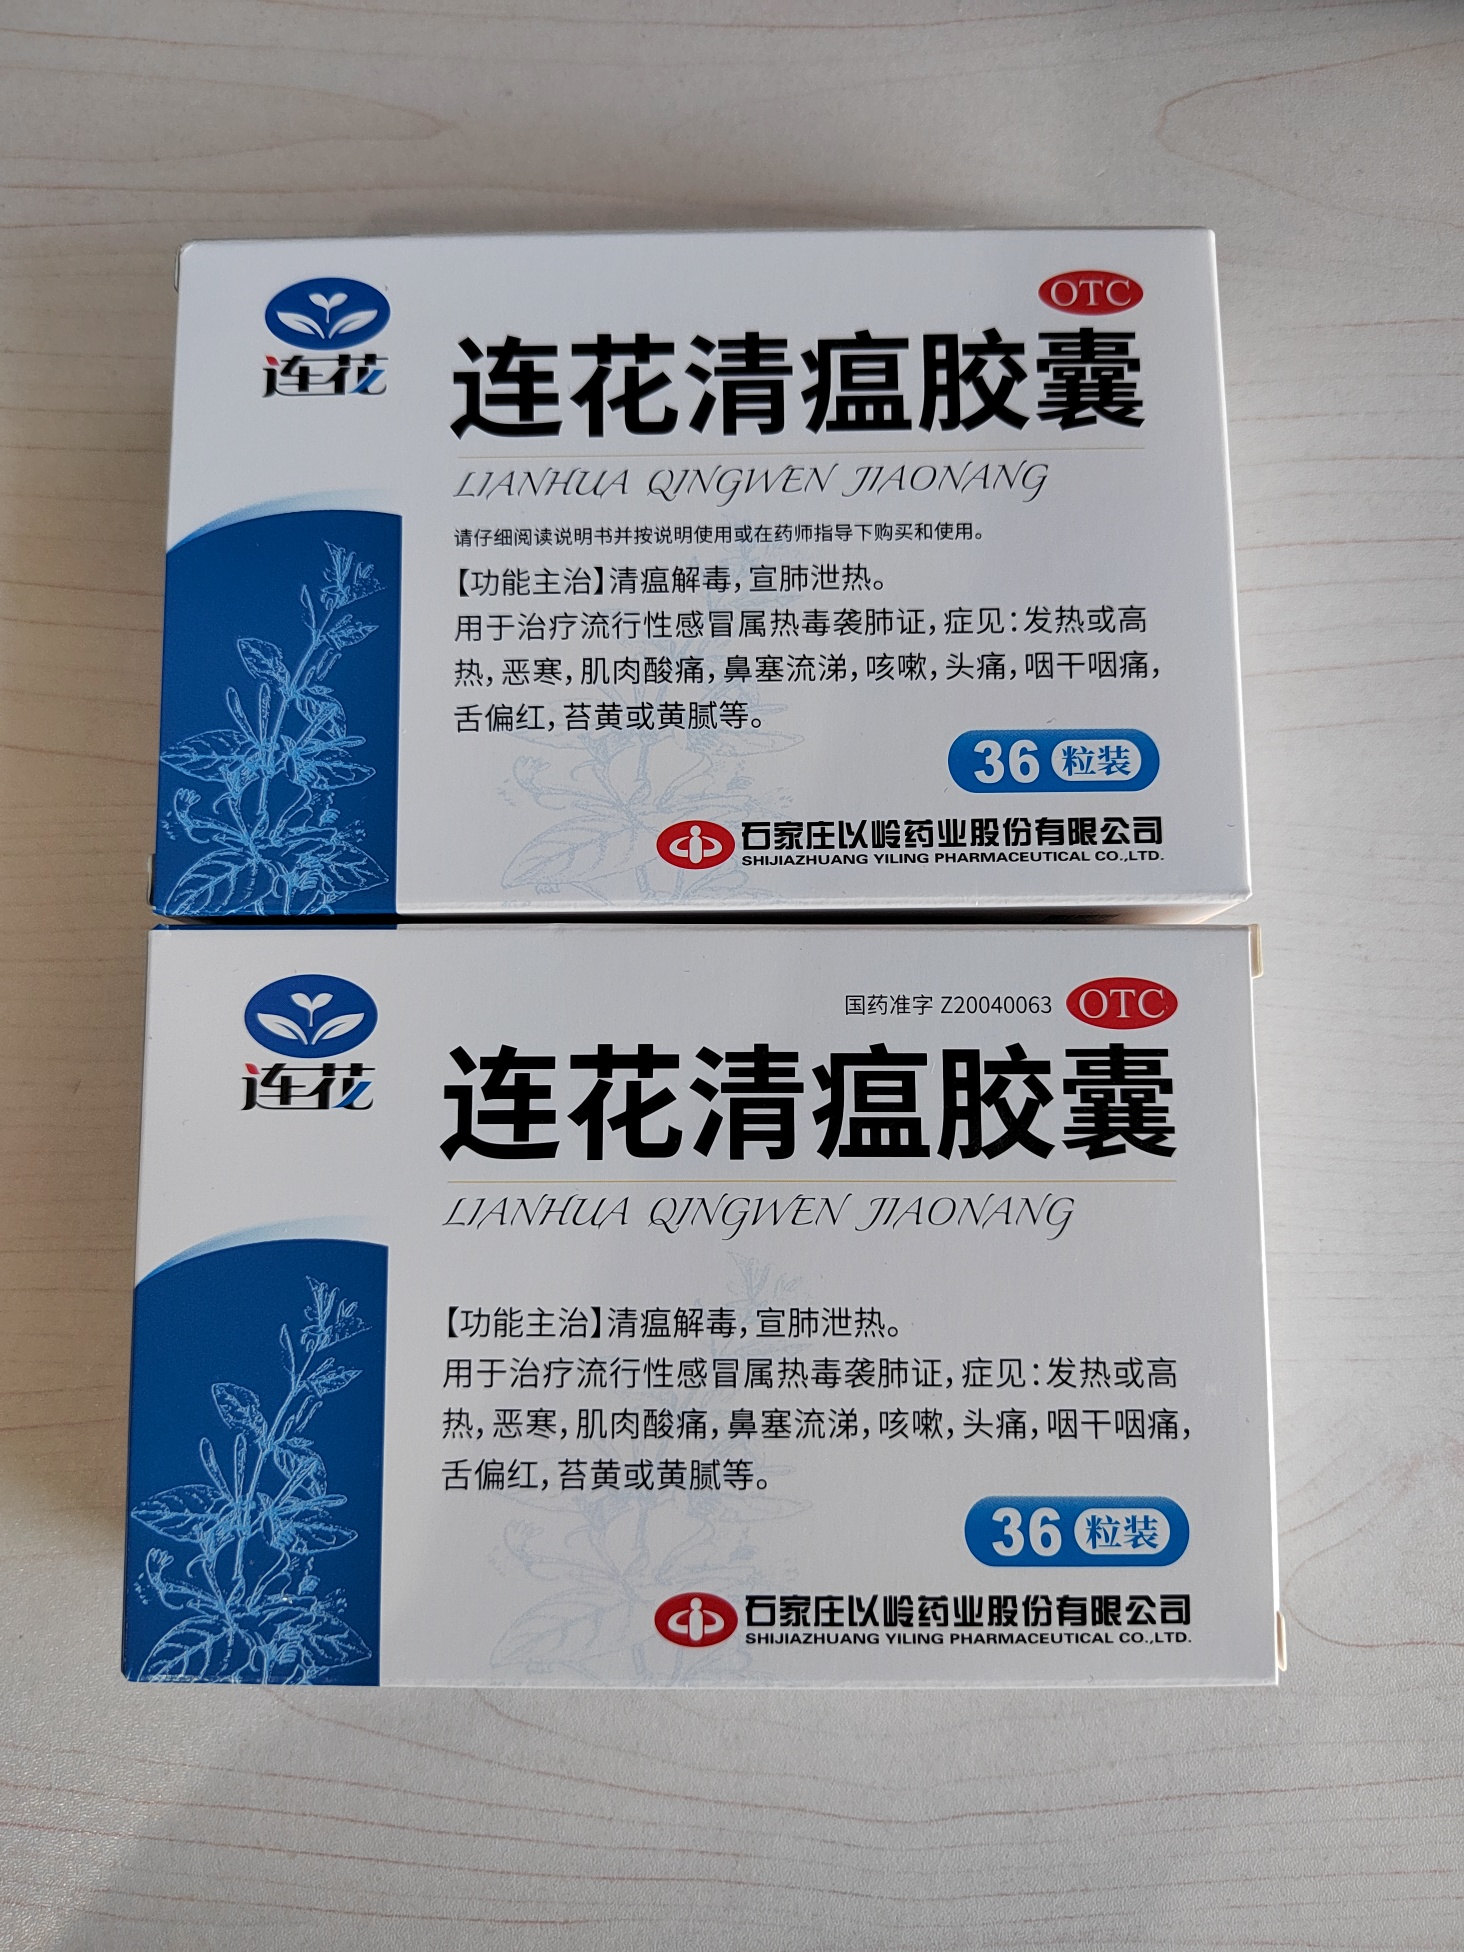 OTC
连花
连花清瘟胶囊
LIANHUA QINGWEN JIAONANG
请仔细阅读说明书并按说明使用或在药师指导下购买和使用。
【功能主治】清瘟解毒，宣肺泄热。
用于治疗流行性感冒属热毒袭肺证，症见：发热或高
热，恶寒，肌肉酸痛，鼻塞流涕，咳嗽，头痛，咽干咽痛，
舌偏红，苔黄或黄腻等。
36粒装
石家庄以岭药业股份有限公司
SHIJIAZHUANG YILING PHARMACEUTICAL CO.,LTD.
国药准字 Z20040063 OTC
连花
连花清瘟胶囊
LIANHUA QINGWEN JIAONANG
【功能主治】清瘟解毒，宣肺泄热。
用于治疗流行性感冒属热毒袭肺证，症见：发热或高
热，恶寒，肌肉酸痛，鼻塞流涕，咳嗽，头痛，咽干咽痛，
舌偏红，苔黄或黄腻等。
36粒装
石家庄以岭药业股份有限公司
SHIJIAZHUANG YILING PHARMACEUTICAL CO.,LTD.